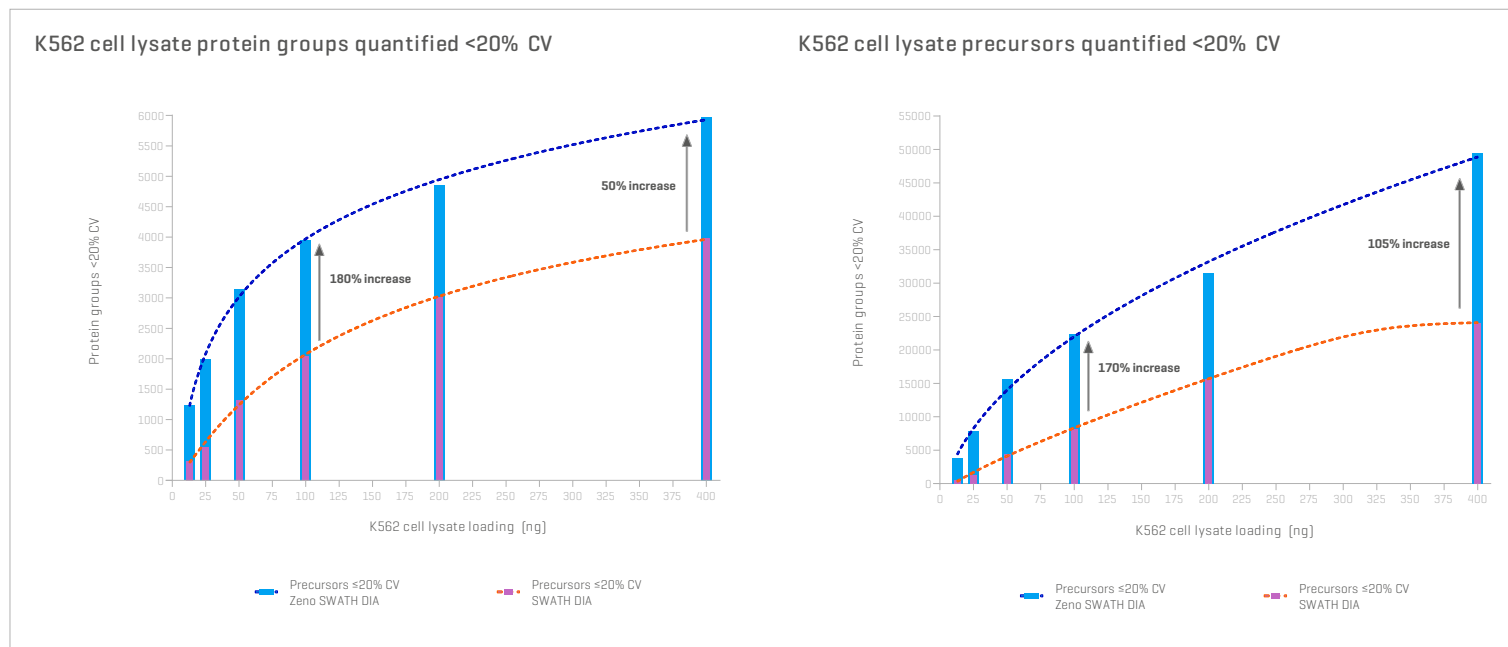 K562 cell lysate protein groups quantified <20% CV
6000
5500
5000
4500
4000
3500
3000
2500
2000
1500
1000
500
0
Protein groups <20% CV
50% increase
180% increase
0 25 50 75 100 125 150 175 200 225 250 275 300 325 350 375 400
K562 cell lysate loading [ng]
Precursors ≤20% CV
Zeno SWATH DIA
Precursors ≤20% CV
SWATH DIA
K562 cell lysate precursors quantified <20% CV
55000
50000
45000
40000
35000
30000
25000
20000
15000
10000
5000
0
Protein groups <20% CV
105% increase
170% increase
0 25 50 75 100 125 150 175 200 225 250 275 300 325 350 375 400
K562 cell lysate loading [ng]
Precursors ≤20% CV
Zeno SWATH DIA
Precursors ≤20% CV
SWATH DIA